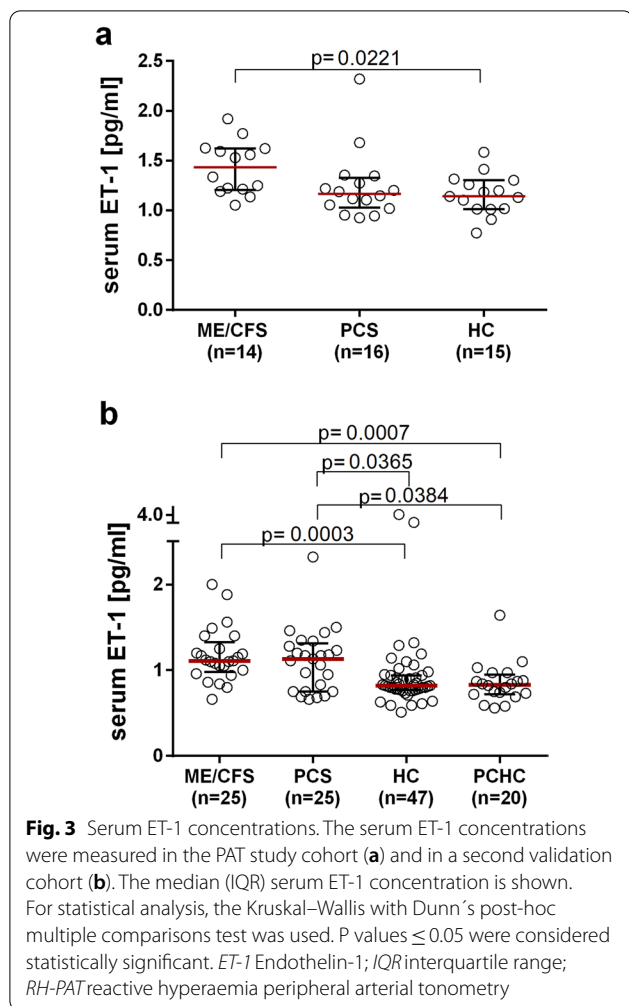 a
p= 0.0221
2.5
2.0
1.5
1.0
0.5
0.0
serum ET-1 [pg/ml]
ME/CFS PCS HC
(n=14) (n=16) (n=15)
b
p= 0.0007
p= 0.0365
p= 0.0384
p= 0.0003
4.0
2
1
0
serum ET-1 [pg/ml]
ME/CFS PCS HC PCHC
(n=25) (n=25) (n=47) (n=20)
Fig. 3 Serum ET-1 concentrations. The serum ET-1 concentrations
were measured in the PAT study cohort (a) and in a second validation
cohort (b). The median (IQR) serum ET-1 concentration is shown.
For statistical analysis, the Kruskal–Wallis with Dunn´s post-hoc
multiple comparisons test was used. P values ≤ 0.05 were considered
statistically significant. ET-1 Endothelin-1; IQR interquartile range;
RH-PAT reactive hyperaemia peripheral arterial tonometry